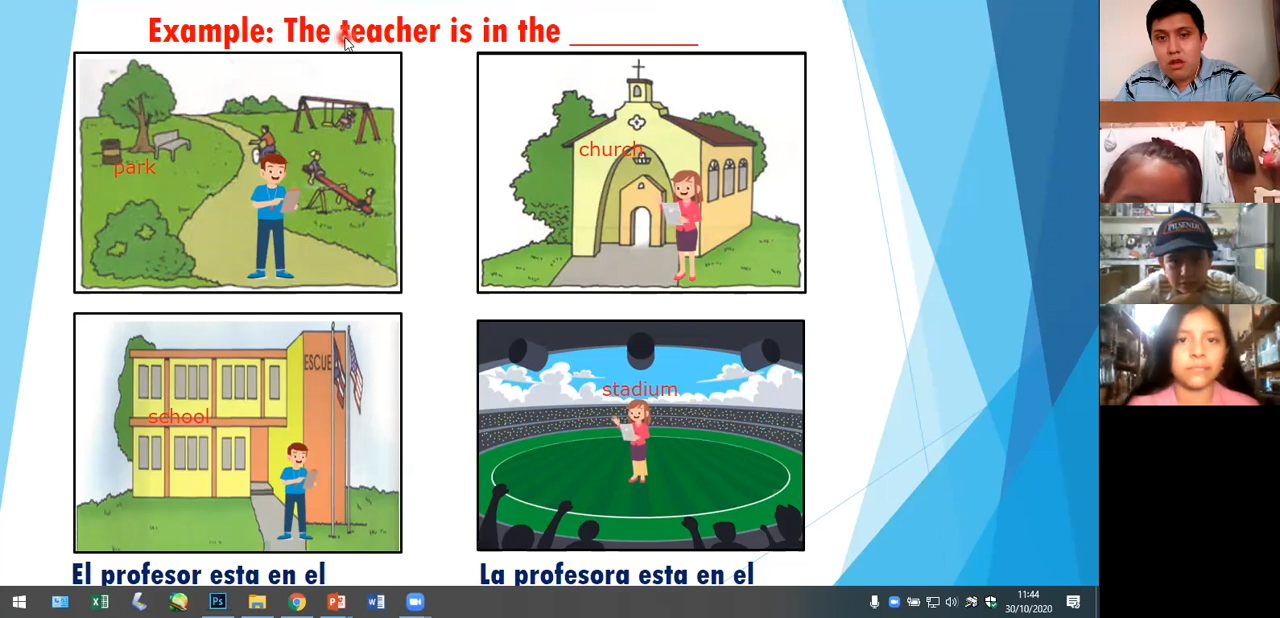 Example: The teacher is in the ________
park
church
ESCUE
school
stadium
El profesor esta en el
La profesora esta en el
PILSENER
11:44
30/10/2020